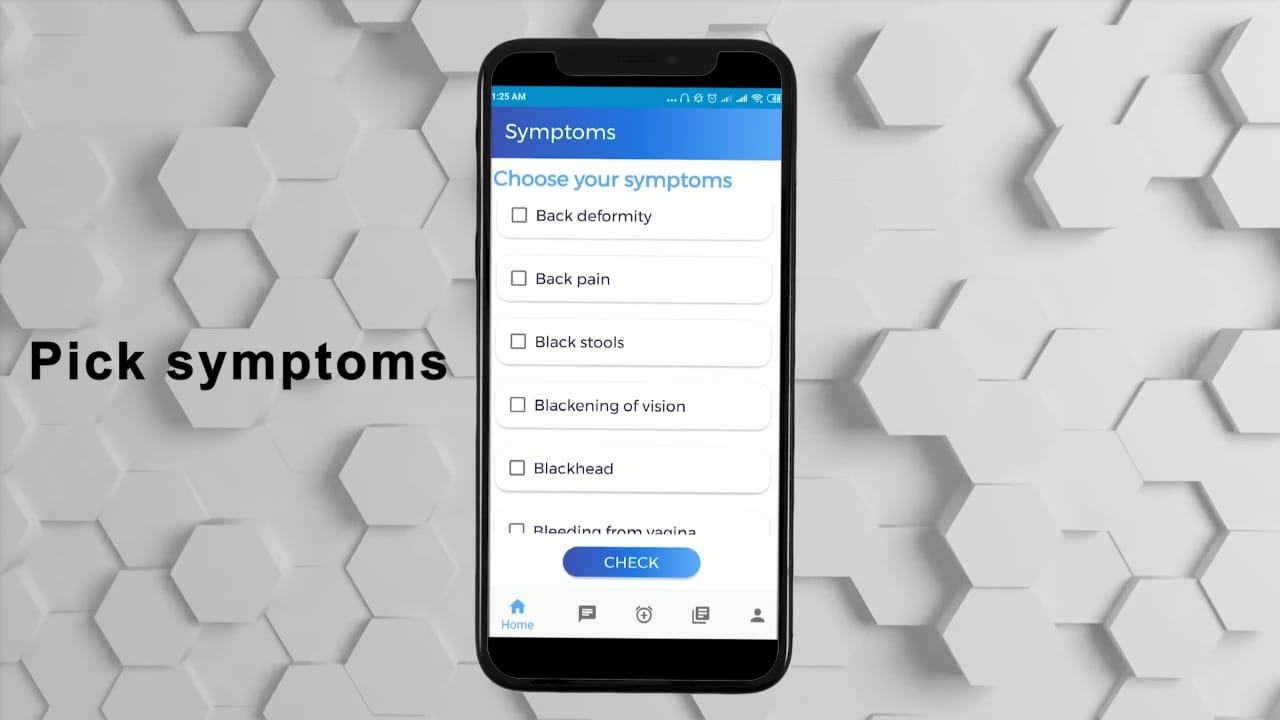 Pick symptoms
1:25 AM
48
Symptoms
Choose your symptoms
Back deformity
Back pain
Black stools
Blackening of vision
Blackhead
Bleeding from vagina
CHECK
Home